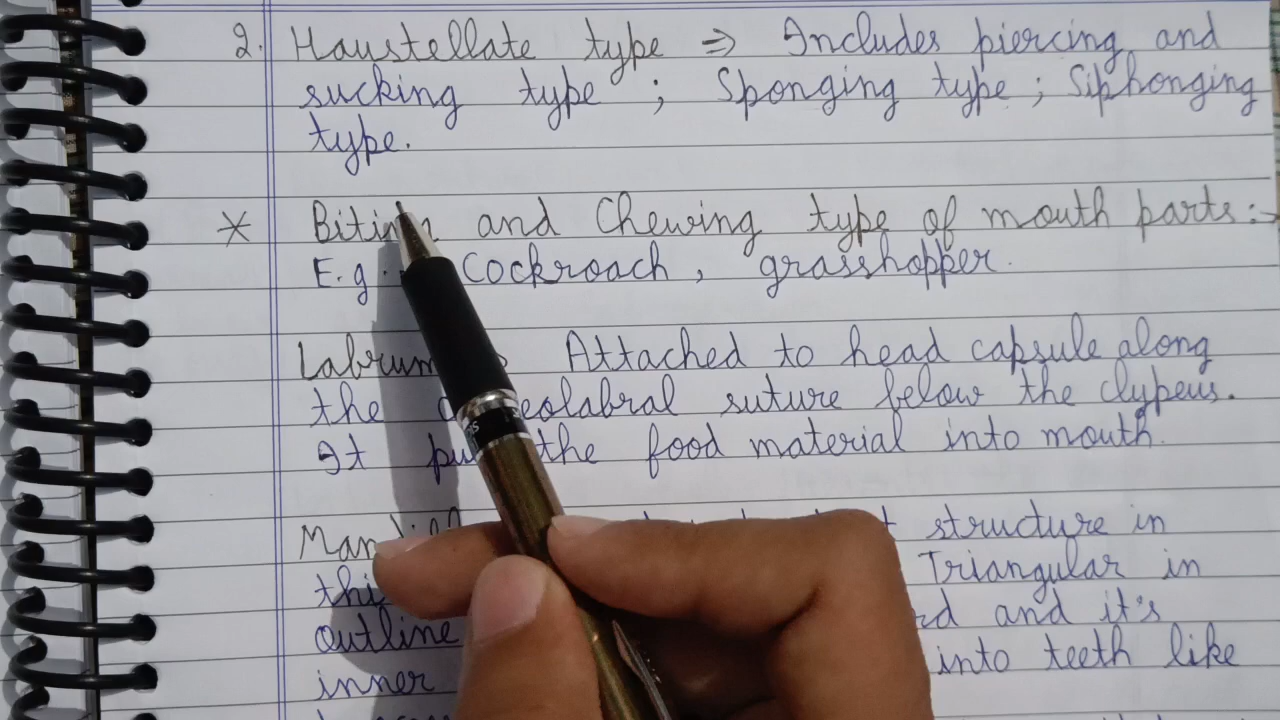 2. Haustellate type ⇒ Includes piercing and
sucking type ; Sponging type ; Siphonging
type.
* and Chewing type of mouth parts :-
E.g. Cockroach , grasshopper.
Labrum Attached to head capsule along
the suture below the clypeus.
It the food material into mouth.
structure in
Triangular in
outline and it's
into teeth like
inner